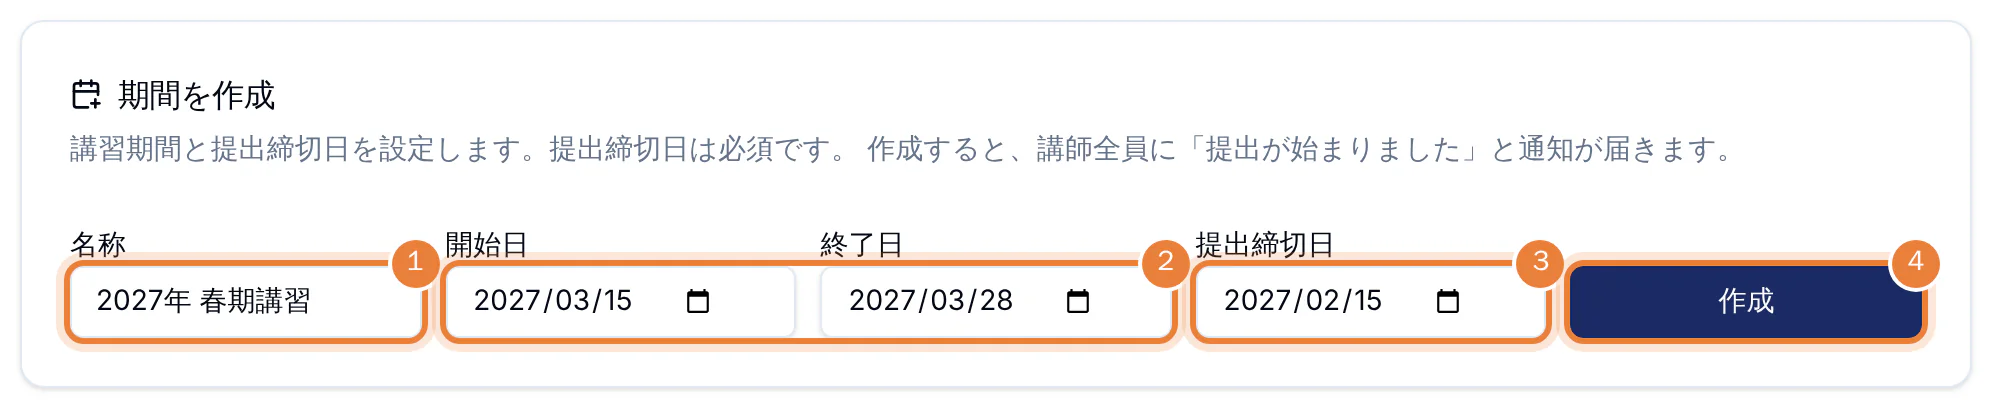 期間を作成
講習期間と提出締切日を設定します。提出締切日は必須です。 作成すると、講師全員に「提出が始まりました」と通知が届きます。
名称 開始日 終了日 提出締切日
1 2 3 4
2027年 春期講習 2027/03/15 2027/03/28 2027/02/15 作成